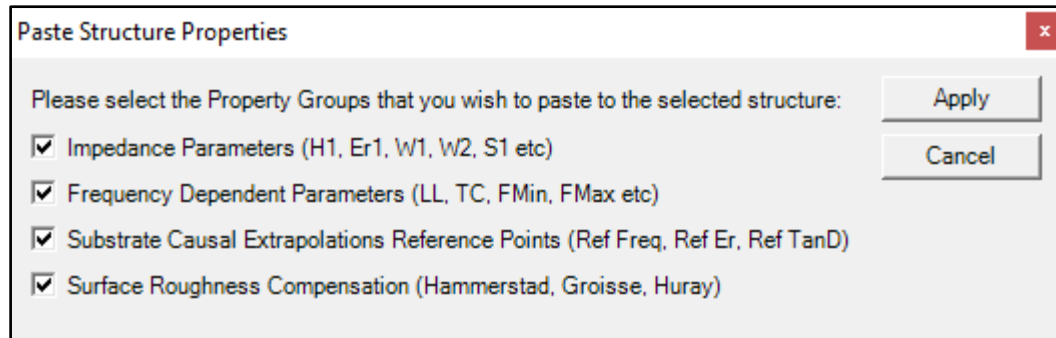 Paste Structure Properties
x
Please select the Property Groups that you wish to paste to the selected structure:
Apply
Impedance Parameters (H1, Er1, W1, W2, S1 etc)
Cancel
Frequency Dependent Parameters (LL, TC, FMin, FMax etc)
Substrate Causal Extrapolations Reference Points (Ref Freq, Ref Er, Ref TanD)
Surface Roughness Compensation (Hammerstad, Groisse, Huray)